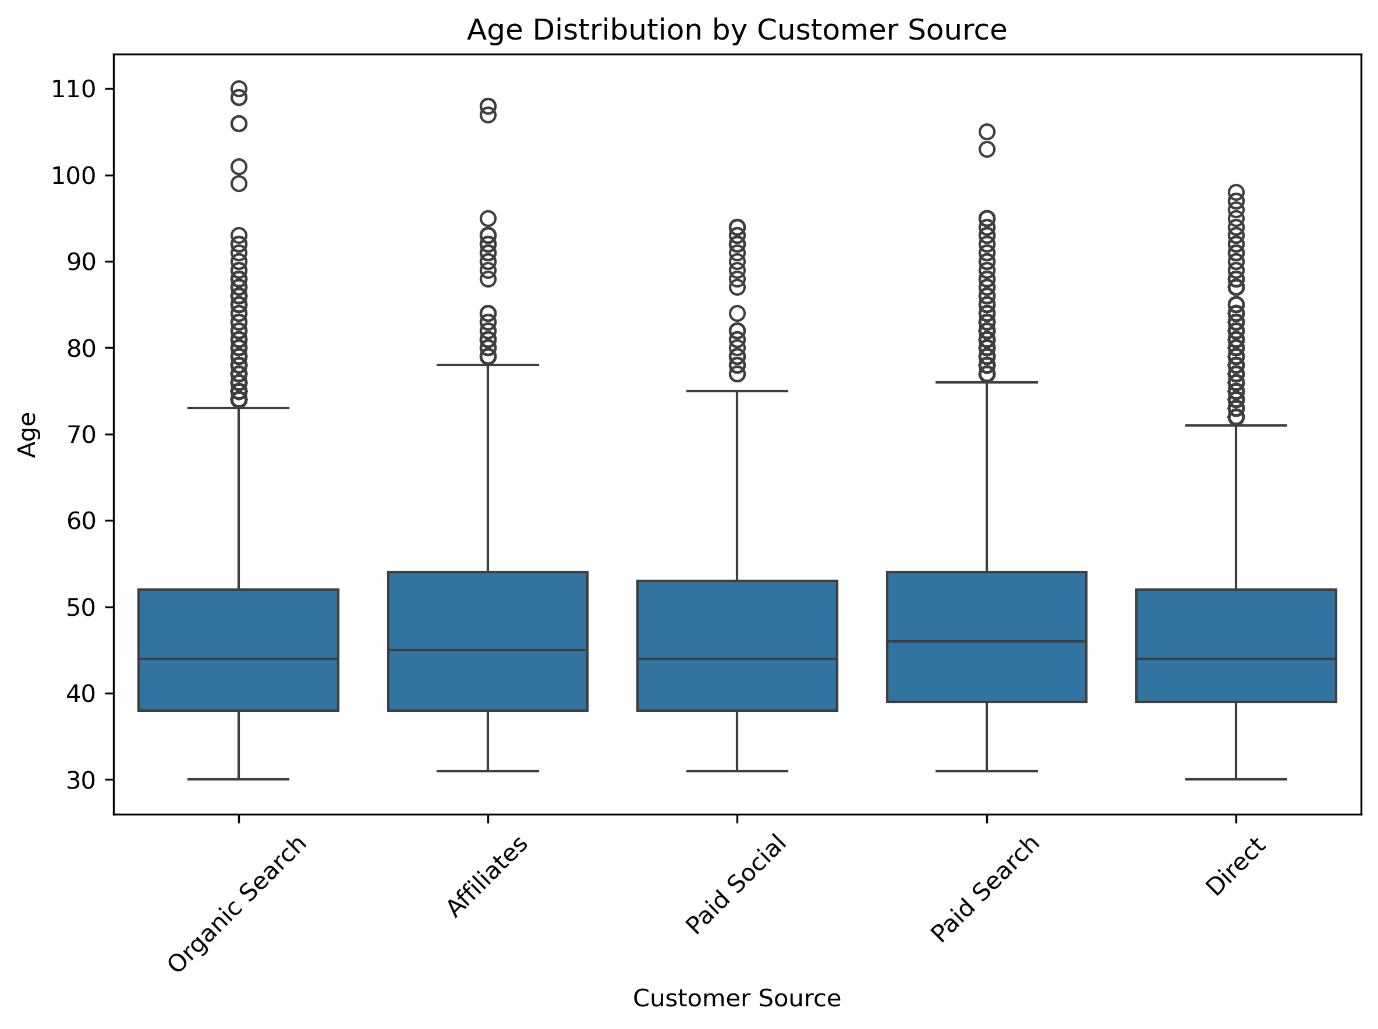 Age Distribution by Customer Source
110
100
90
80
70
60
50
40
30
Age
Organic Search
Affiliates
Paid Social
Paid Search
Direct
Customer Source